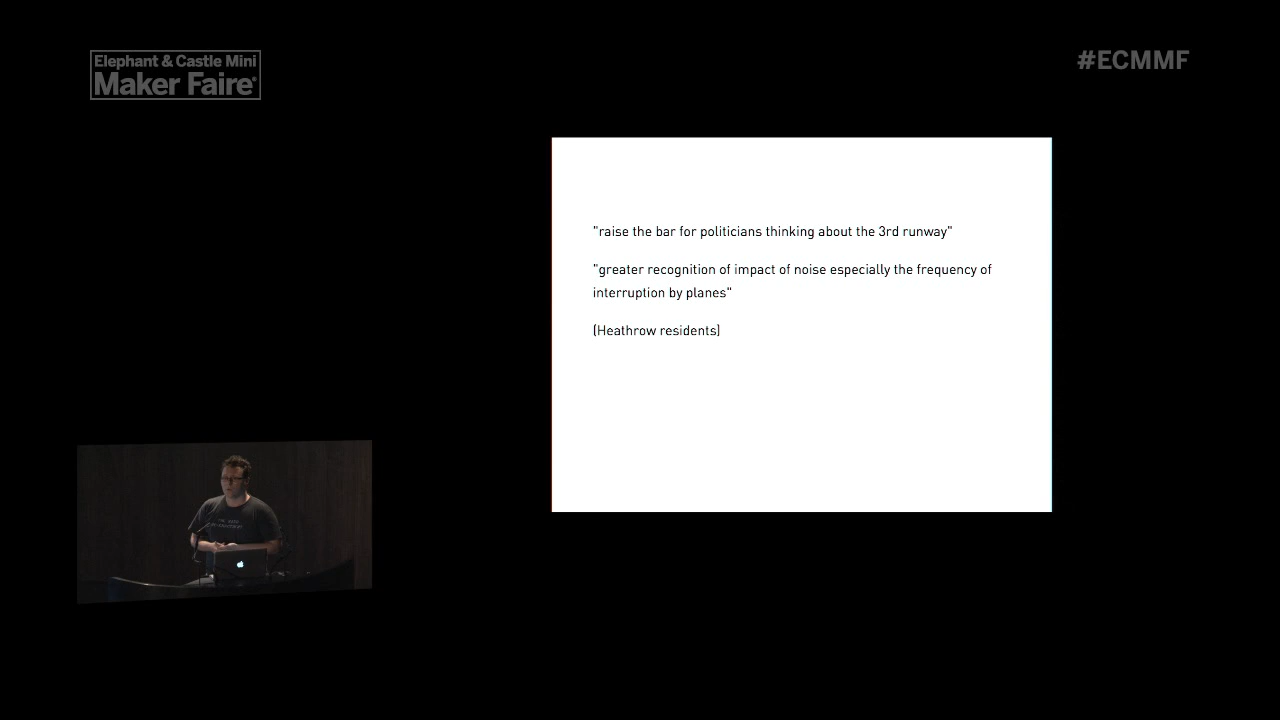 Elephant & Castle Mini
Maker Faire®
#ECMMF
"raise the bar for politicians thinking about the 3rd runway"
"greater recognition of impact of noise especially the frequency of
interruption by planes"
(Heathrow residents)